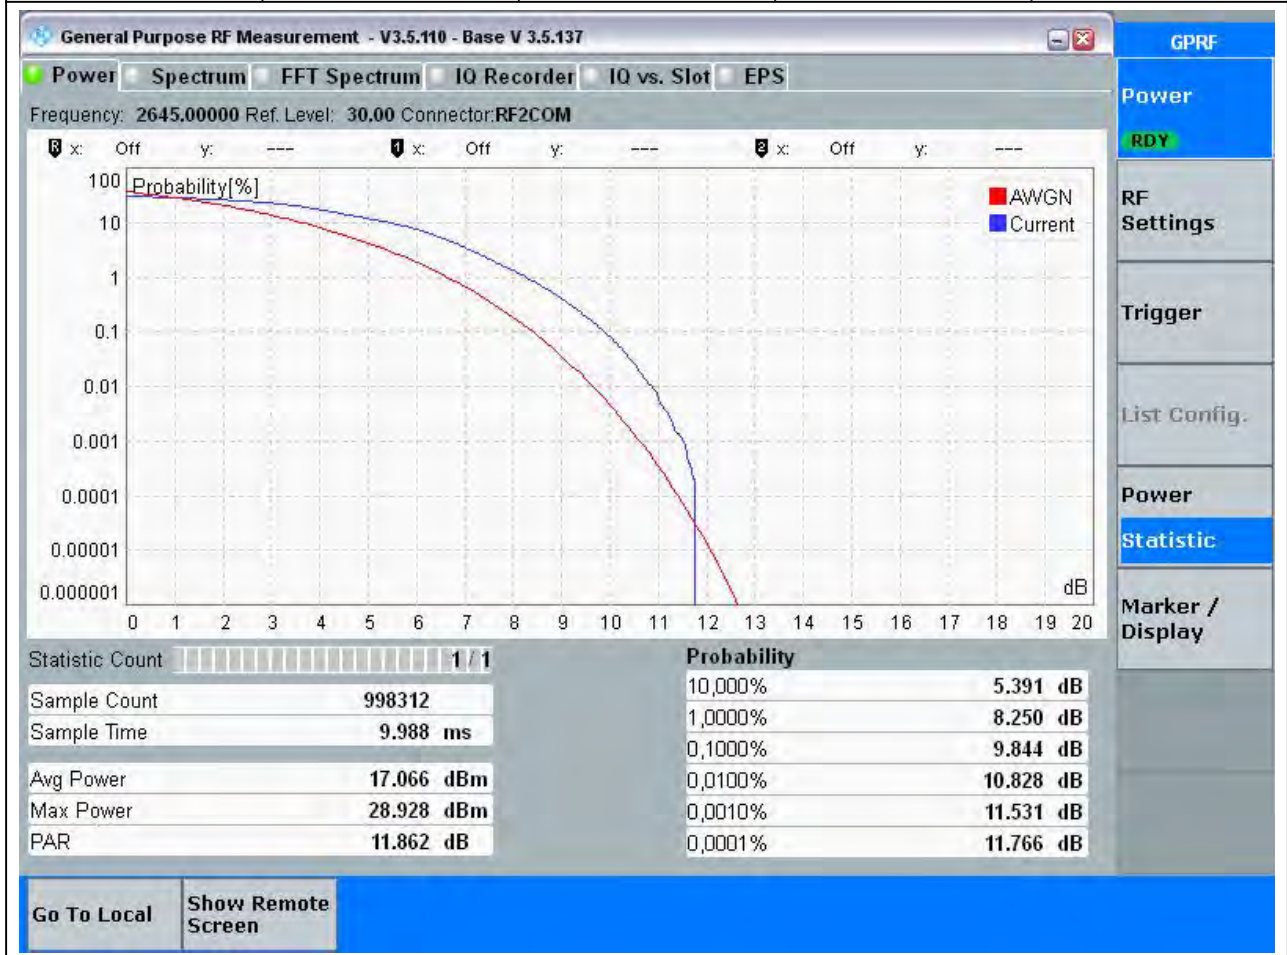 General Purpose RF Measurement - V3.5.110 - Base V 3.5.137
GPRF
Power Spectrum FFT Spectrum IQ Recorder IQ vs. Slot EPS
Frequency: 2645.00000 Ref. Level: 30.00 Connector:RF2COM
R x: Off y: --- 1 x: Off y: --- 2 x: Off y: ---
Probability[%]
AWGN
Current
100
10
1
0.1
0.01
0.001
0.0001
0.00001
0.000001
dB
0 1 2 3 4 5 6 7 8 9 10 11 12 13 14 15 16 17 18 19 20
Statistic Count 1 / 1
Sample Count 998312
Sample Time 9.988 ms
Avg Power 17.066 dBm
Max Power 28.928 dBm
PAR 11.862 dB
Probability
10,000% 5.391 dB
1,0000% 8.250 dB
0,1000% 9.844 dB
0,0100% 10.828 dB
0,0010% 11.531 dB
0,0001% 11.766 dB
Power
RDY
RF
Settings
Trigger
List Config.
Power
Statistic
Marker /
Display
Go To Local
Show Remote
Screen